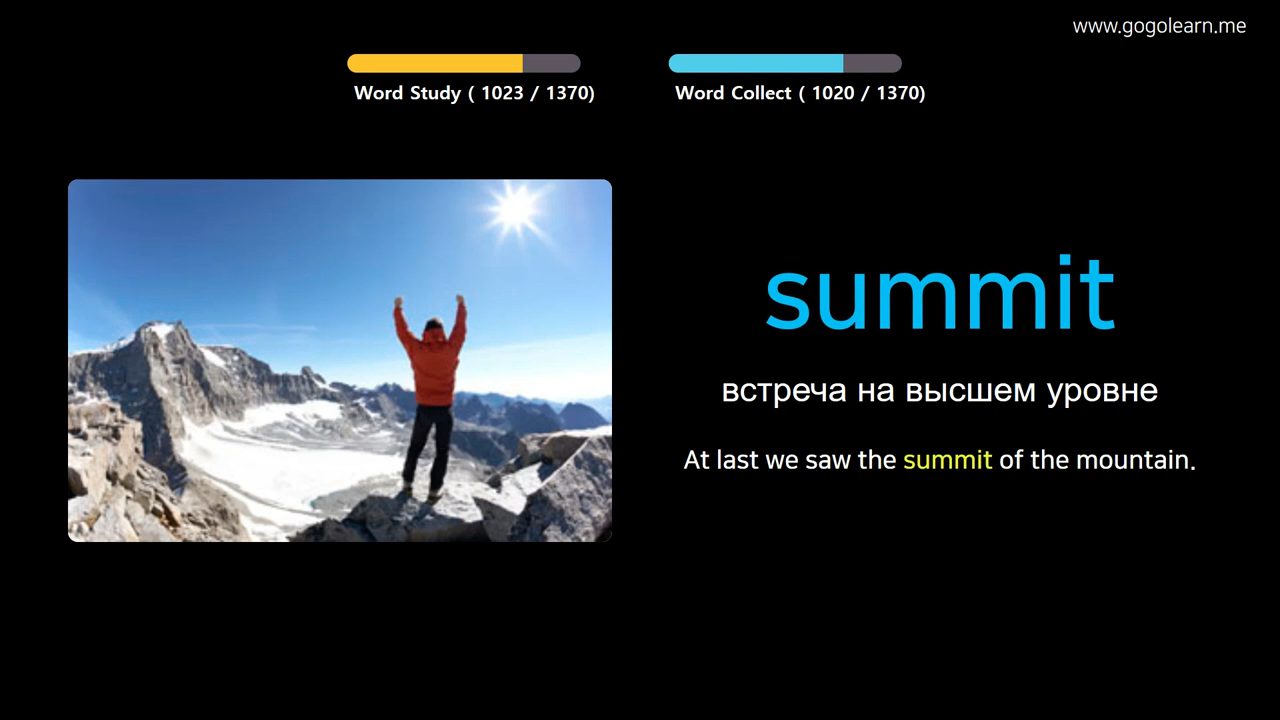 www.gogolearn.me
Word Study ( 1023 / 1370)
Word Collect ( 1020 / 1370)
summit
встреча на высшем уровне
At last we saw the summit of the mountain.